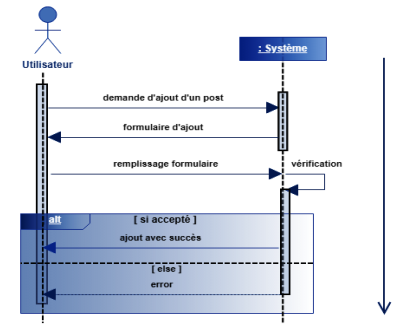 : Système
Utilisateur
demande d'ajout d'un post
formulaire d'ajout
remplissage formulaire
vérification
alt
[ si accepté ]
ajout avec succès
[ else ]
error